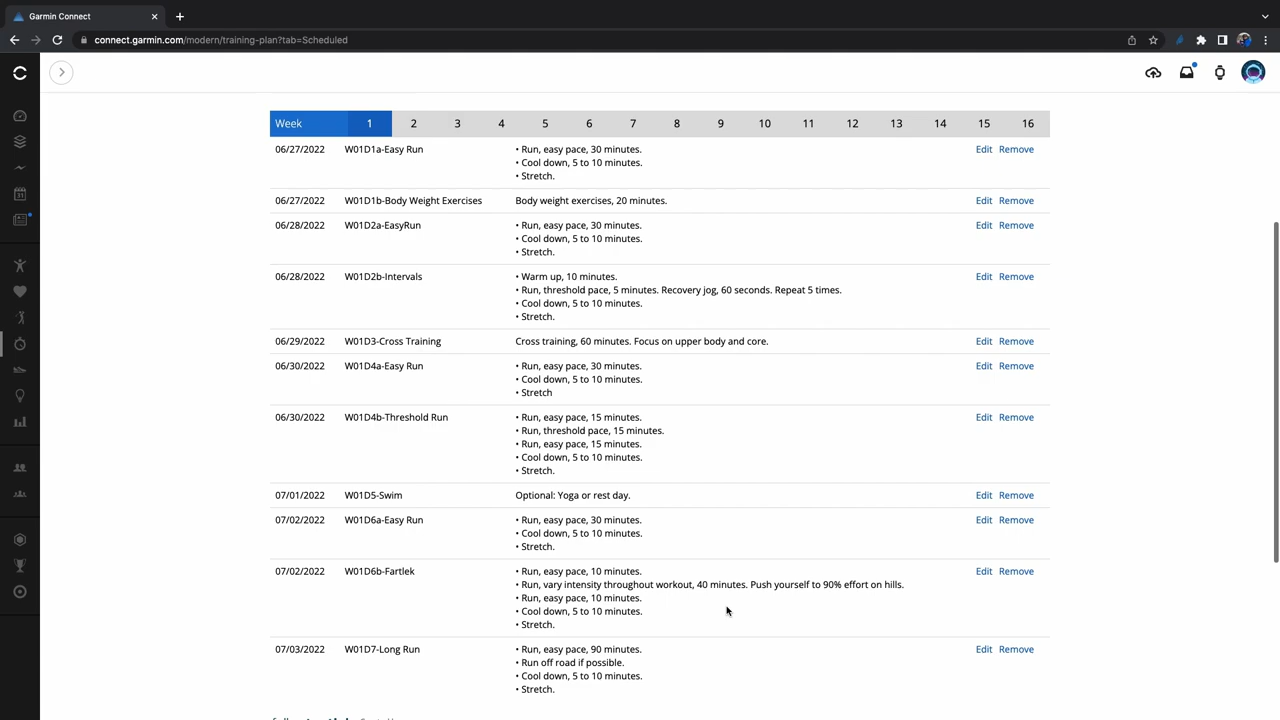 Garmin Connect
connect.garmin.com/modern/training-plan?tab=Scheduled
Week 1 2 3 4 5 6 7 8 9 10 11 12 13 14 15 16
06/27/2022 W01D1a-Easy Run • Run, easy pace, 30 minutes. Edit Remove
• Cool down, 5 to 10 minutes.
• Stretch.
06/27/2022 W01D1b-Body Weight Exercises Body weight exercises, 20 minutes. Edit Remove
06/28/2022 W01D2a-EasyRun • Run, easy pace, 30 minutes. Edit Remove
• Cool down, 5 to 10 minutes.
• Stretch.
06/28/2022 W01D2b-Intervals • Warm up, 10 minutes. Edit Remove
• Run, threshold pace, 5 minutes. Recovery jog, 60 seconds. Repeat 5 times.
• Cool down, 5 to 10 minutes.
• Stretch.
06/29/2022 W01D3-Cross Training Cross training, 60 minutes. Focus on upper body and core. Edit Remove
06/30/2022 W01D4a-Easy Run • Run, easy pace, 30 minutes. Edit Remove
• Cool down, 5 to 10 minutes.
• Stretch
06/30/2022 W01D4b-Threshold Run • Run, easy pace, 15 minutes. Edit Remove
• Run, threshold pace, 15 minutes.
• Run, easy pace, 15 minutes.
• Cool down, 5 to 10 minutes.
• Stretch.
07/01/2022 W01D5-Swim Optional: Yoga or rest day. Edit Remove
07/02/2022 W01D6a-Easy Run • Run, easy pace, 30 minutes. Edit Remove
• Cool down, 5 to 10 minutes.
• Stretch.
07/02/2022 W01D6b-Fartlek • Run, easy pace, 10 minutes. Edit Remove
• Run, vary intensity throughout workout, 40 minutes. Push yourself to 90% effort on hills.
• Run, easy pace, 10 minutes.
• Cool down, 5 to 10 minutes.
• Stretch.
07/03/2022 W01D7-Long Run • Run, easy pace, 90 minutes. Edit Remove
• Run off road if possible.
• Cool down, 5 to 10 minutes.
• Stretch.